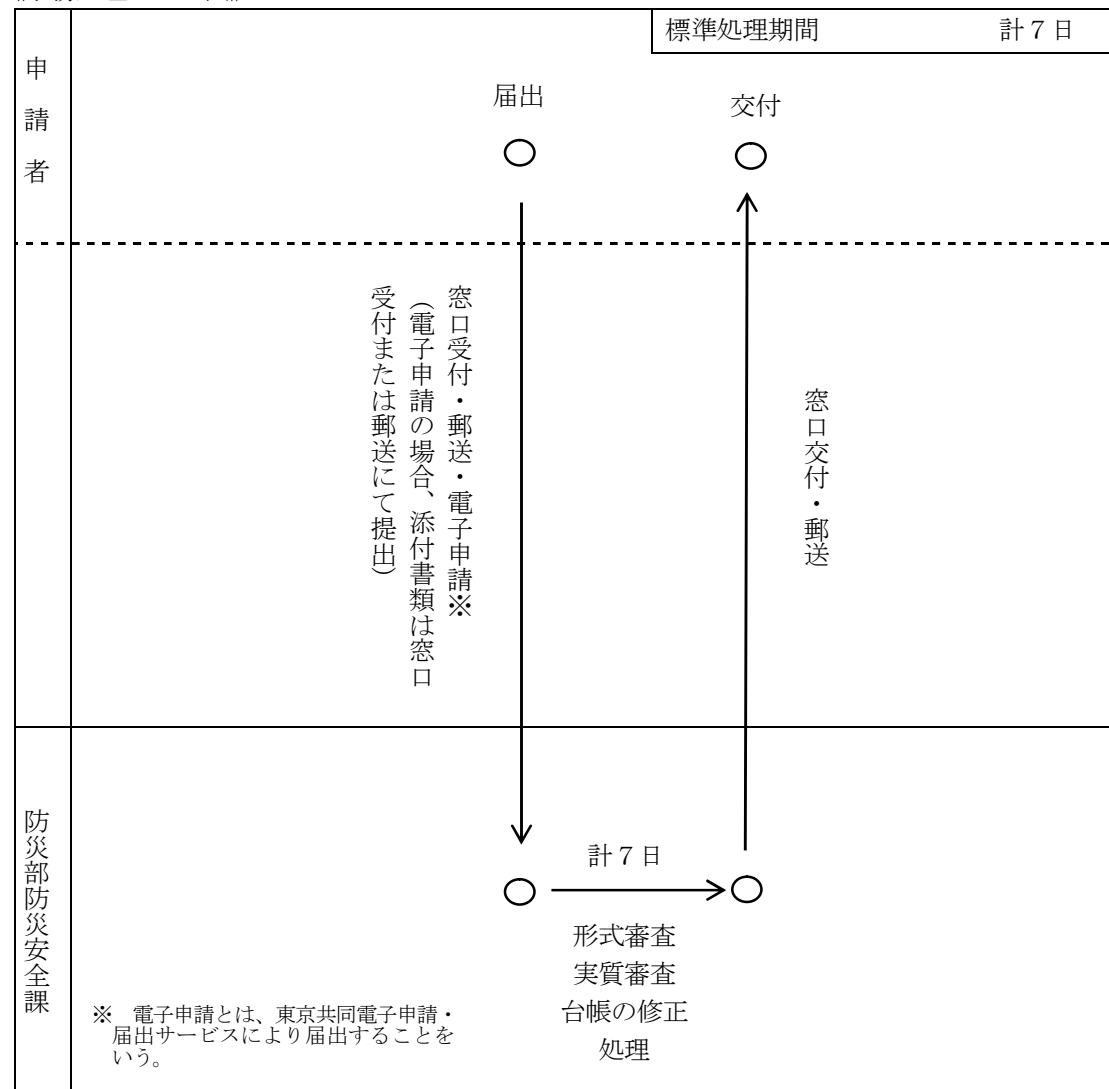 標準処理期間 計7日
申請者
届出
交付
窓口受付・郵送・電子申請※
(電子申請の場合、添付書類は窓口
受付または郵送にて提出)
窓口交付・郵送
防災部防災安全課
計7日
形式審査
実質審査
台帳の修正
処理
※ 電子申請とは、東京共同電子申請・
届出サービスにより届出することを
いう。